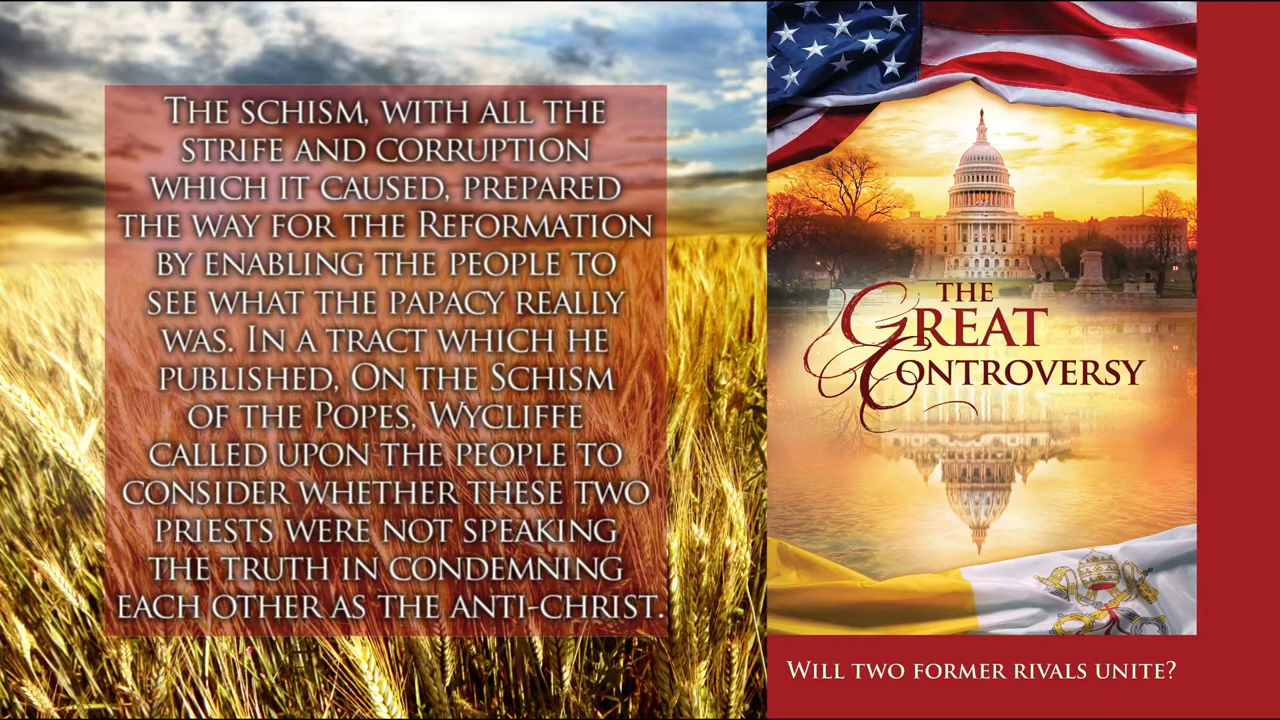 The schism, with all the
strife and corruption
which it caused, prepared
the way for the Reformation
by enabling the people to
see what the papacy really
was. In a tract which he
published, On the Schism
of the Popes, Wycliffe
called upon the people to
consider whether these two
priests were not speaking
the truth in condemning
each other as the anti-christ.
The
Great
Controversy
Will two former rivals unite?